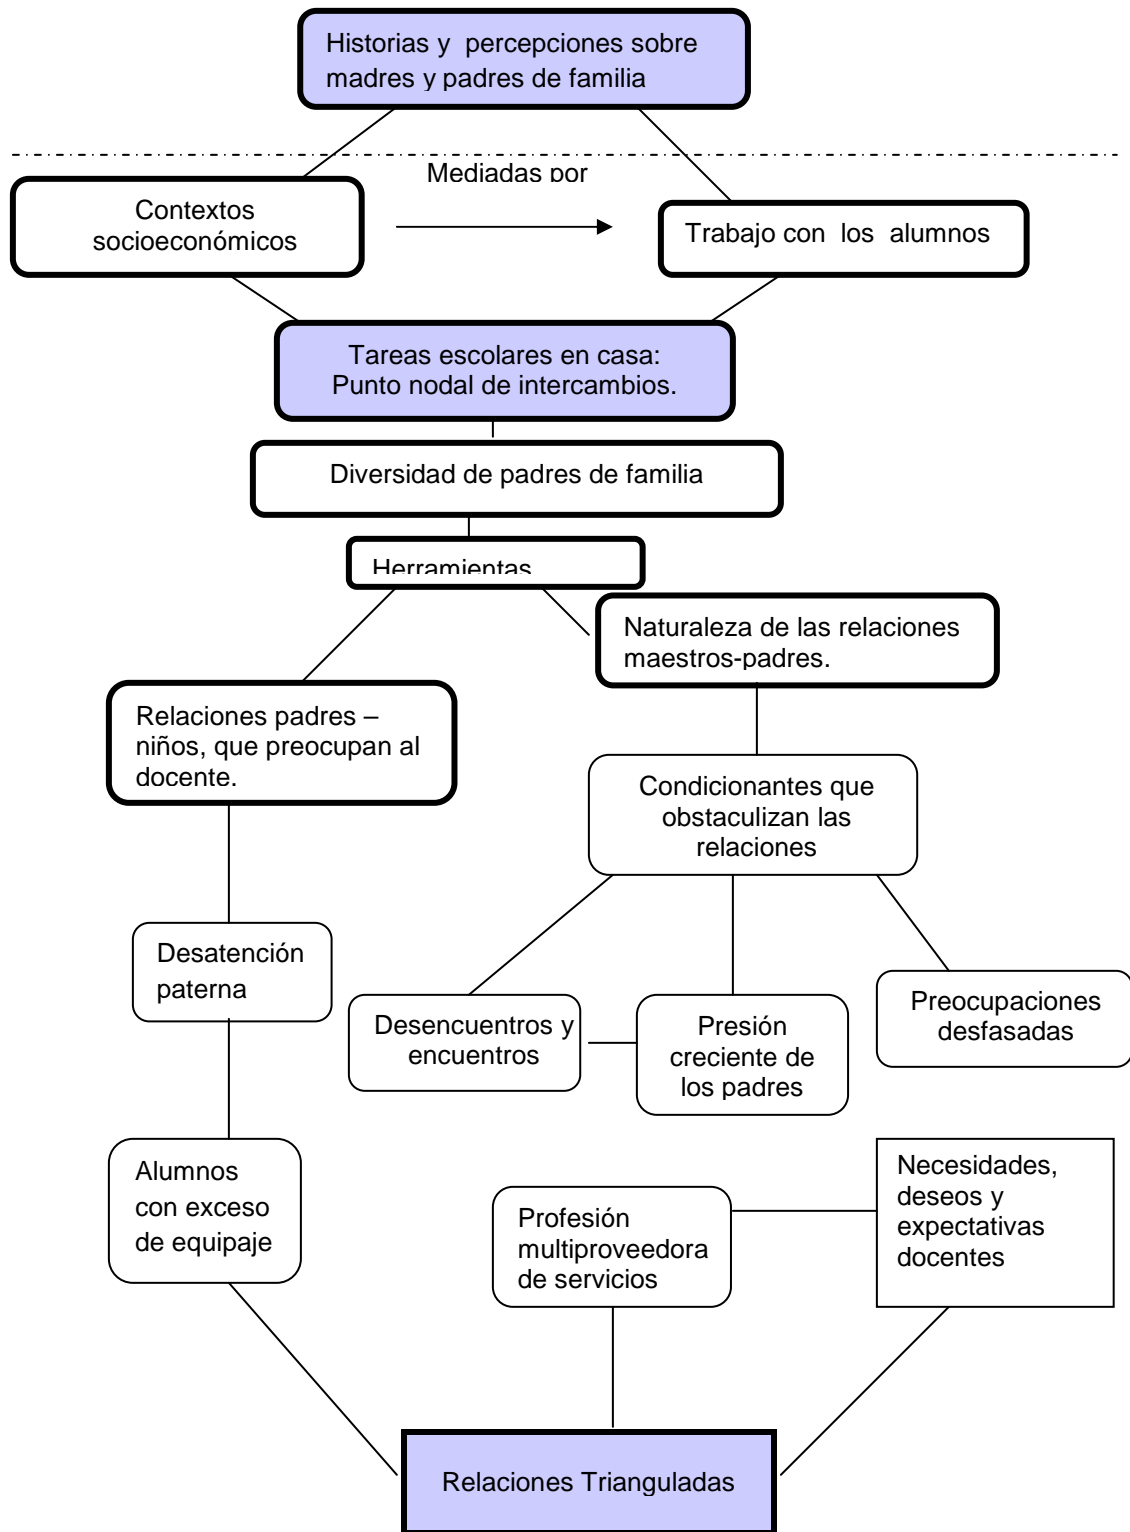 Historias y percepciones sobre
madres y padres de familia
Mediadas por
Contextos
socioeconómicos
Trabajo con los alumnos
Tareas escolares en casa:
Punto nodal de intercambios.
Diversidad de padres de familia
Herramientas
Naturaleza de las relaciones
maestros-padres.
Relaciones padres –
niños, que preocupan al
docente.
Condicionantes que
obstaculizan las
relaciones
Desatención
paterna
Desencuentros y
encuentros
Presión
creciente de
los padres
Preocupaciones
desfasadas
Alumnos
con exceso
de equipaje
Profesión
multiproveedora
de servicios
Necesidades,
deseos y
expectativas
docentes
Relaciones Trianguladas